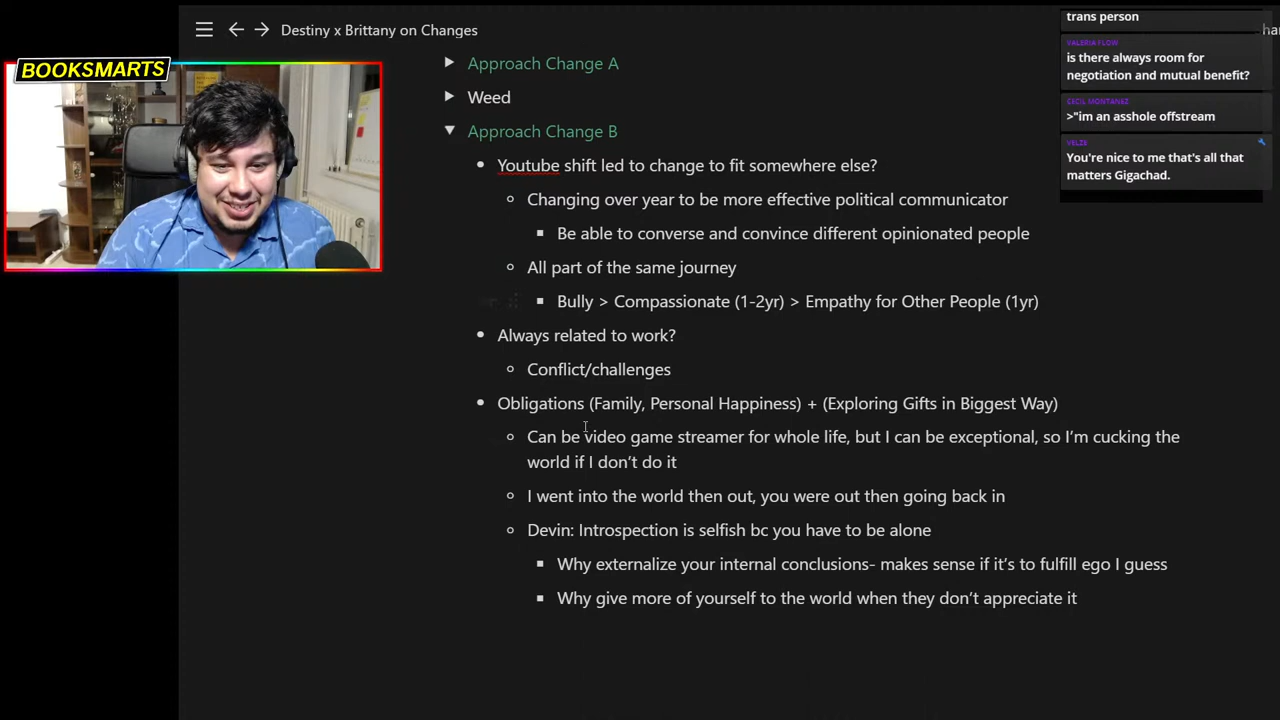 Destiny x Brittany on Changes
BOOKSMARTS
Approach Change A
Weed
Approach Change B
Youtube shift led to change to fit somewhere else?
Changing over year to be more effective political communicator
Be able to converse and convince different opinionated people
All part of the same journey
Bully > Compassionate (1-2yr) > Empathy for Other People (1yr)
Always related to work?
Conflict/challenges
Obligations (Family, Personal Happiness) + (Exploring Gifts in Biggest Way)
Can be video game streamer for whole life, but I can be exceptional, so I’m cucking the
world if I don’t do it
I went into the world then out, you were out then going back in
Devin: Introspection is selfish bc you have to be alone
Why externalize your internal conclusions- makes sense if it’s to fulfill ego I guess
Why give more of yourself to the world when they don’t appreciate it
trans person
VALERIA FLOW
is there always room for
negotiation and mutual benefit?
CECIL MONTANEZ
>"im an asshole offstream
VELZE
You're nice to me that's all that
matters Gigachad.